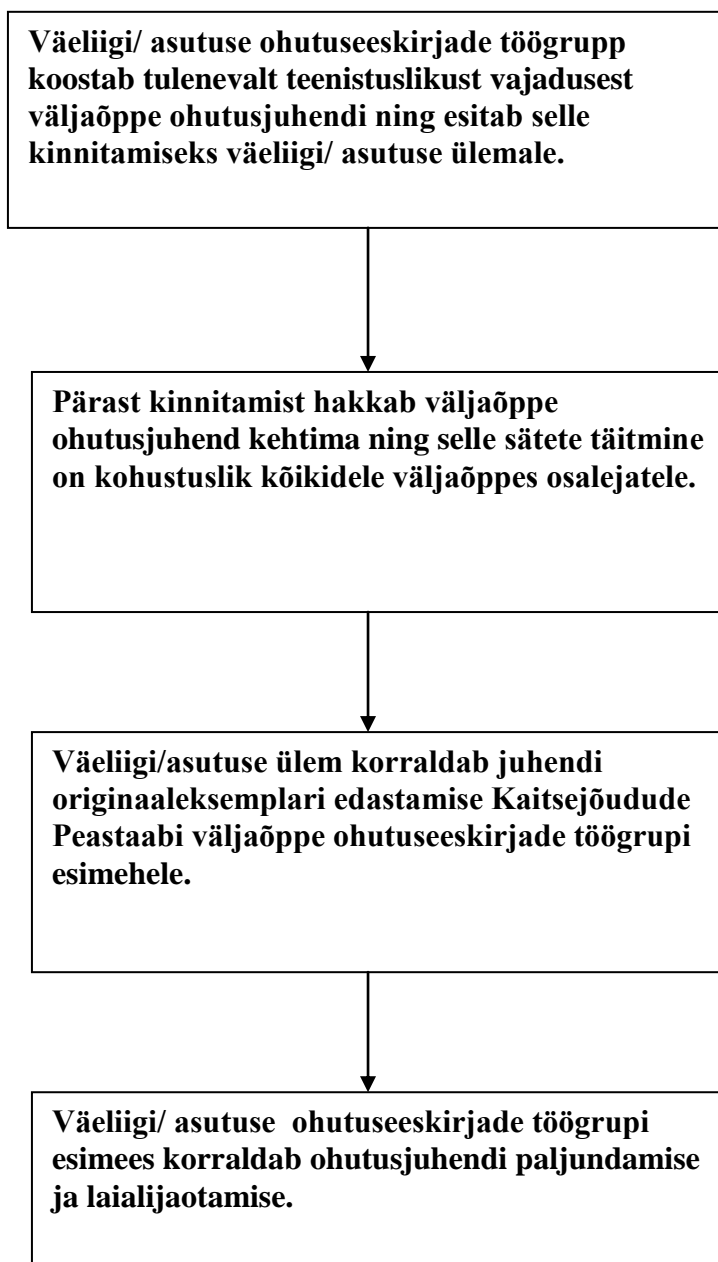 Väeliigi/ asutuse ohutuseeskirjade töögrupp
koostab tulenevalt teenistuslikust vajadusest
väljaõppe ohutusjuhendi ning esitab selle
kinnitamiseks väeliigi/ asutuse ülemale.
Pärast kinnitamist hakkab väljaõppe
ohutusjuhend kehtima ning selle sätete täitmine
on kohustuslik kõikidele väljaõppes osalejatele.
Väeliigi/asutuse ülem korraldab juhendi
originaaleksemplari edastamise Kaitsejõudude
Peastaabi väljaõppe ohutuseeskirjade töögrupi
esimehele.
Väeliigi/ asutuse  ohutuseeskirjade töögrupi
esimees korraldab ohutusjuhendi paljundamise
ja laialijaotamise.